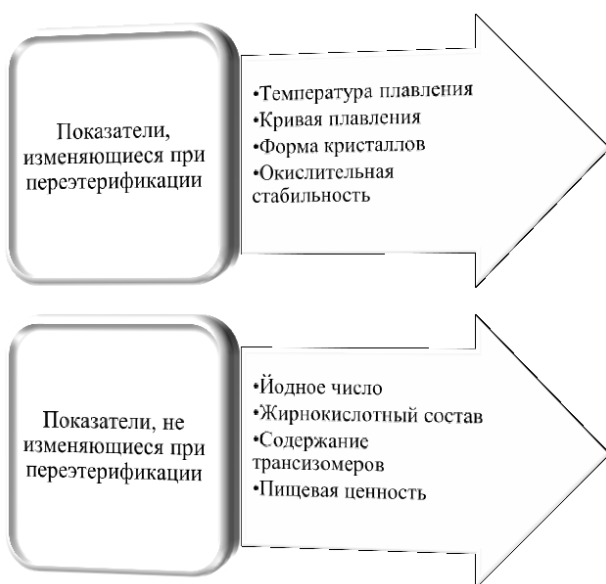 Показатели,
изменяющиеся при
переэтерификации
•Температура плавления
•Кривая плавления
•Форма кристаллов
•Окислительная
стабильность
Показатели, не
изменяющиеся при
переэтерификации
•Йодное число
•Жирнокислотный состав
•Содержание
трансизомеров
•Пищевая ценность